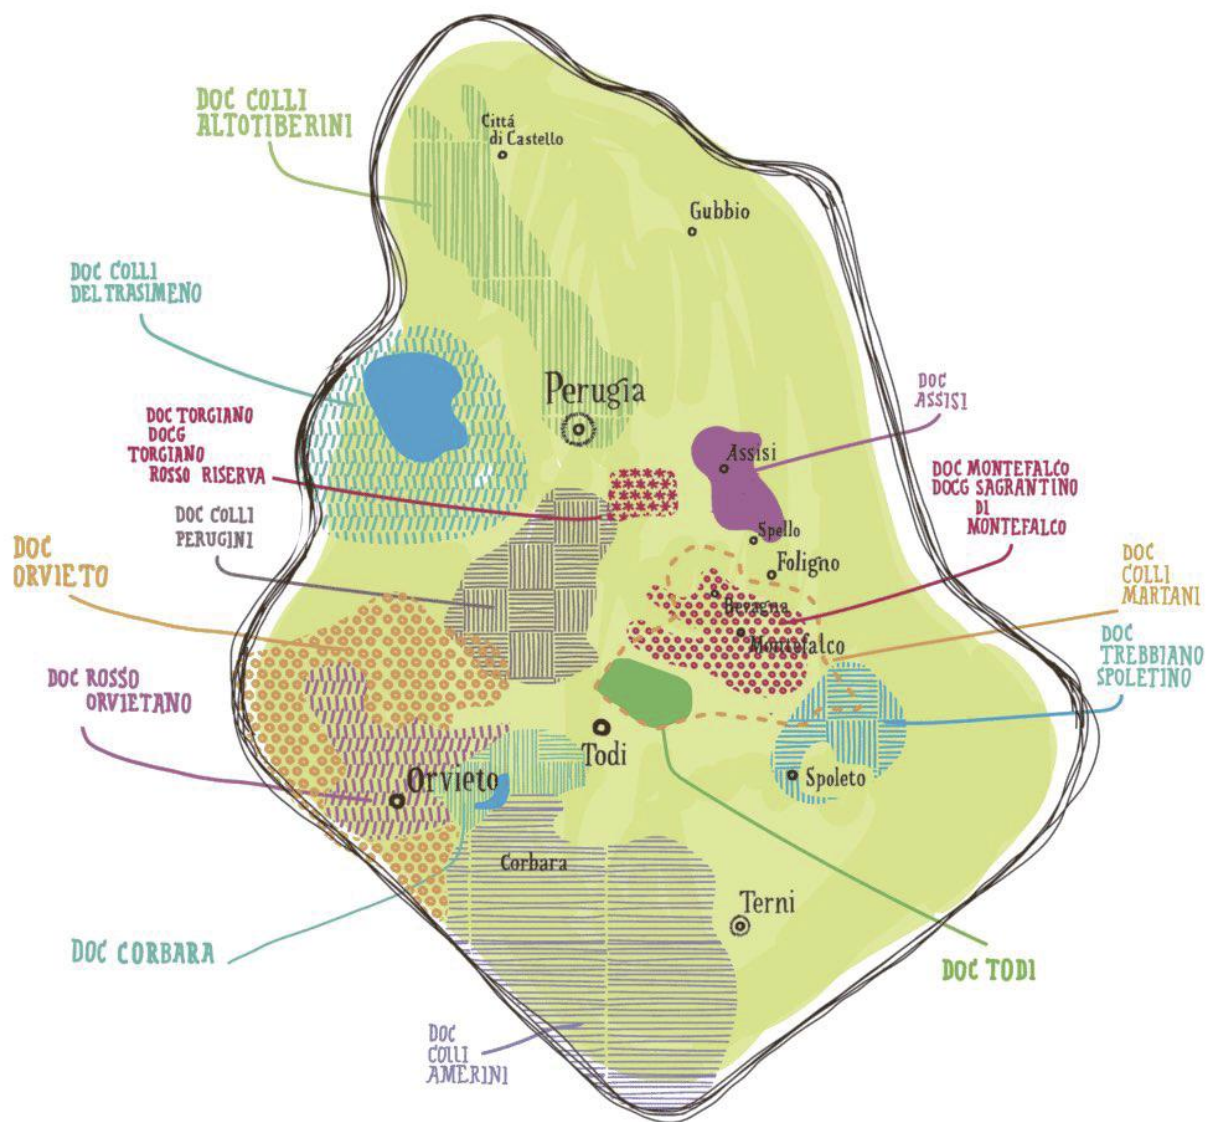 DOC COLLI
ALTOTIBERINI
Cittá
di Castello
Gubbio
DOC COLLI
DEL TRASIMENO
Perugia
DOC
ASSISI
DOC TORGIANO
DOCG
TORGIANO
ROSSO RISERVA
Assisi
DOC MONTEFALCO
DOCG SAGRANTINO
DI
MONTEFALCO
DOC COLLI
PERUGINI
Spello
Foligno
DOC
ORVIETO
DOC
COLLI
MARTANI
Bevagna
Montefalco
DOC
TREBBIANO
SPOLETINO
DOC ROSSO
ORVIETANO
Todi
Orvieto
Spoleto
Corbara
Terni
DOC CORBARA
DOC TODI
DOC
COLLI
AMERINI